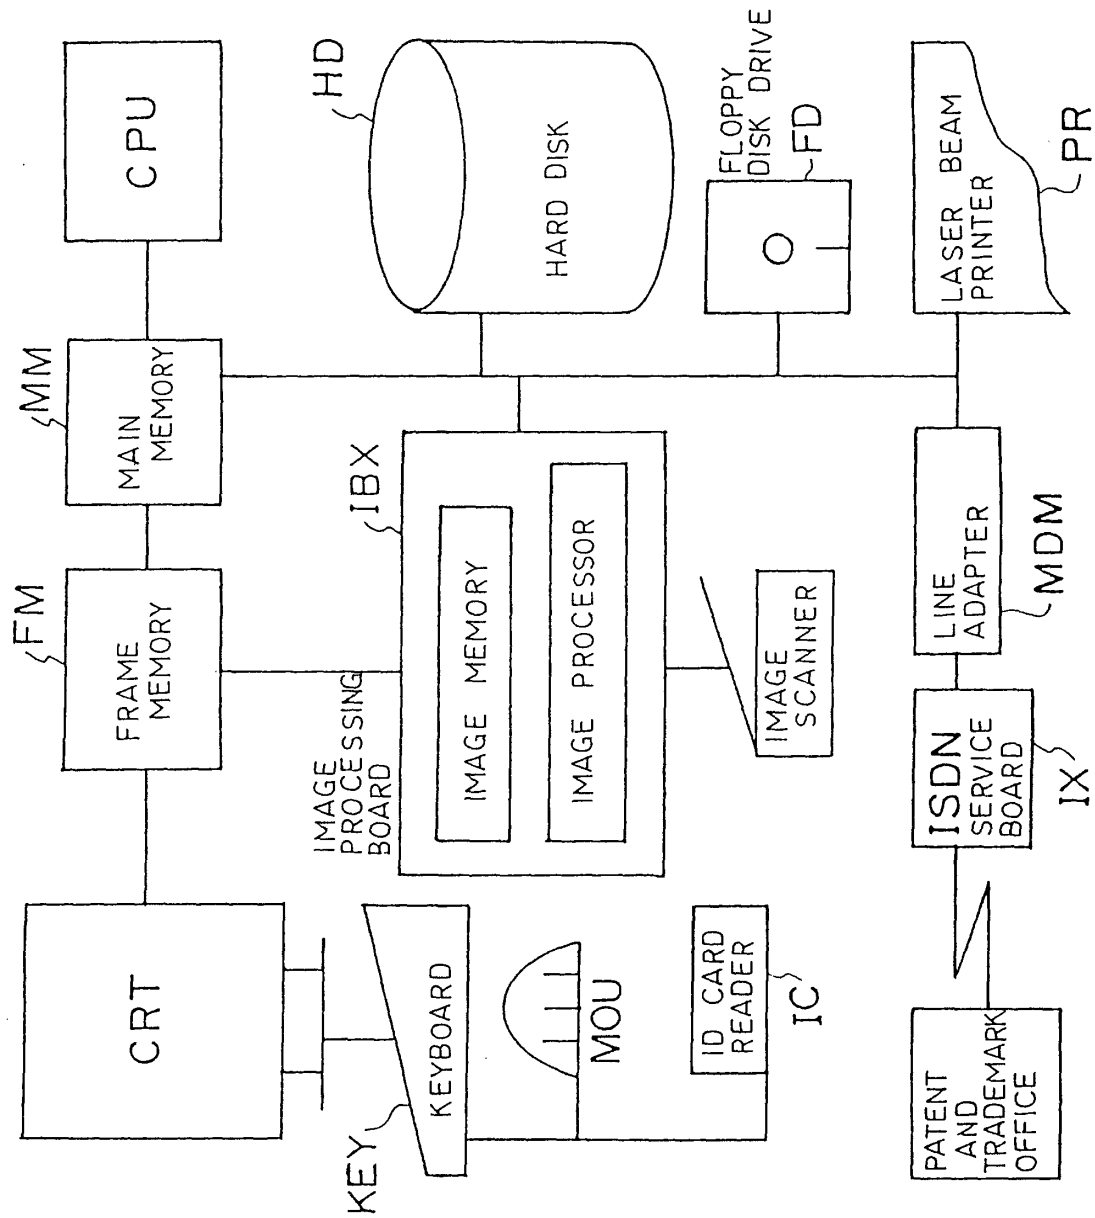 CRT
KEY
KEYBOARD
MOU
ID CARD
READER
IC
PATENT
AND
TRADEMARK
OFFICE
FM
FRAME
MEMORY
IMAGE
PROCESSING
BOARD
IBX
IMAGE MEMORY
IMAGE PROCESSOR
IMAGE
SCANNER
ISDN
SERVICE
BOARD
IX
MM
MAIN
MEMORY
LINE
ADAPTER
MDM
CPU
HD
HARD DISK
FLOPPY
DISK DRIVE
FD
LASER BEAM
PRINTER
PR